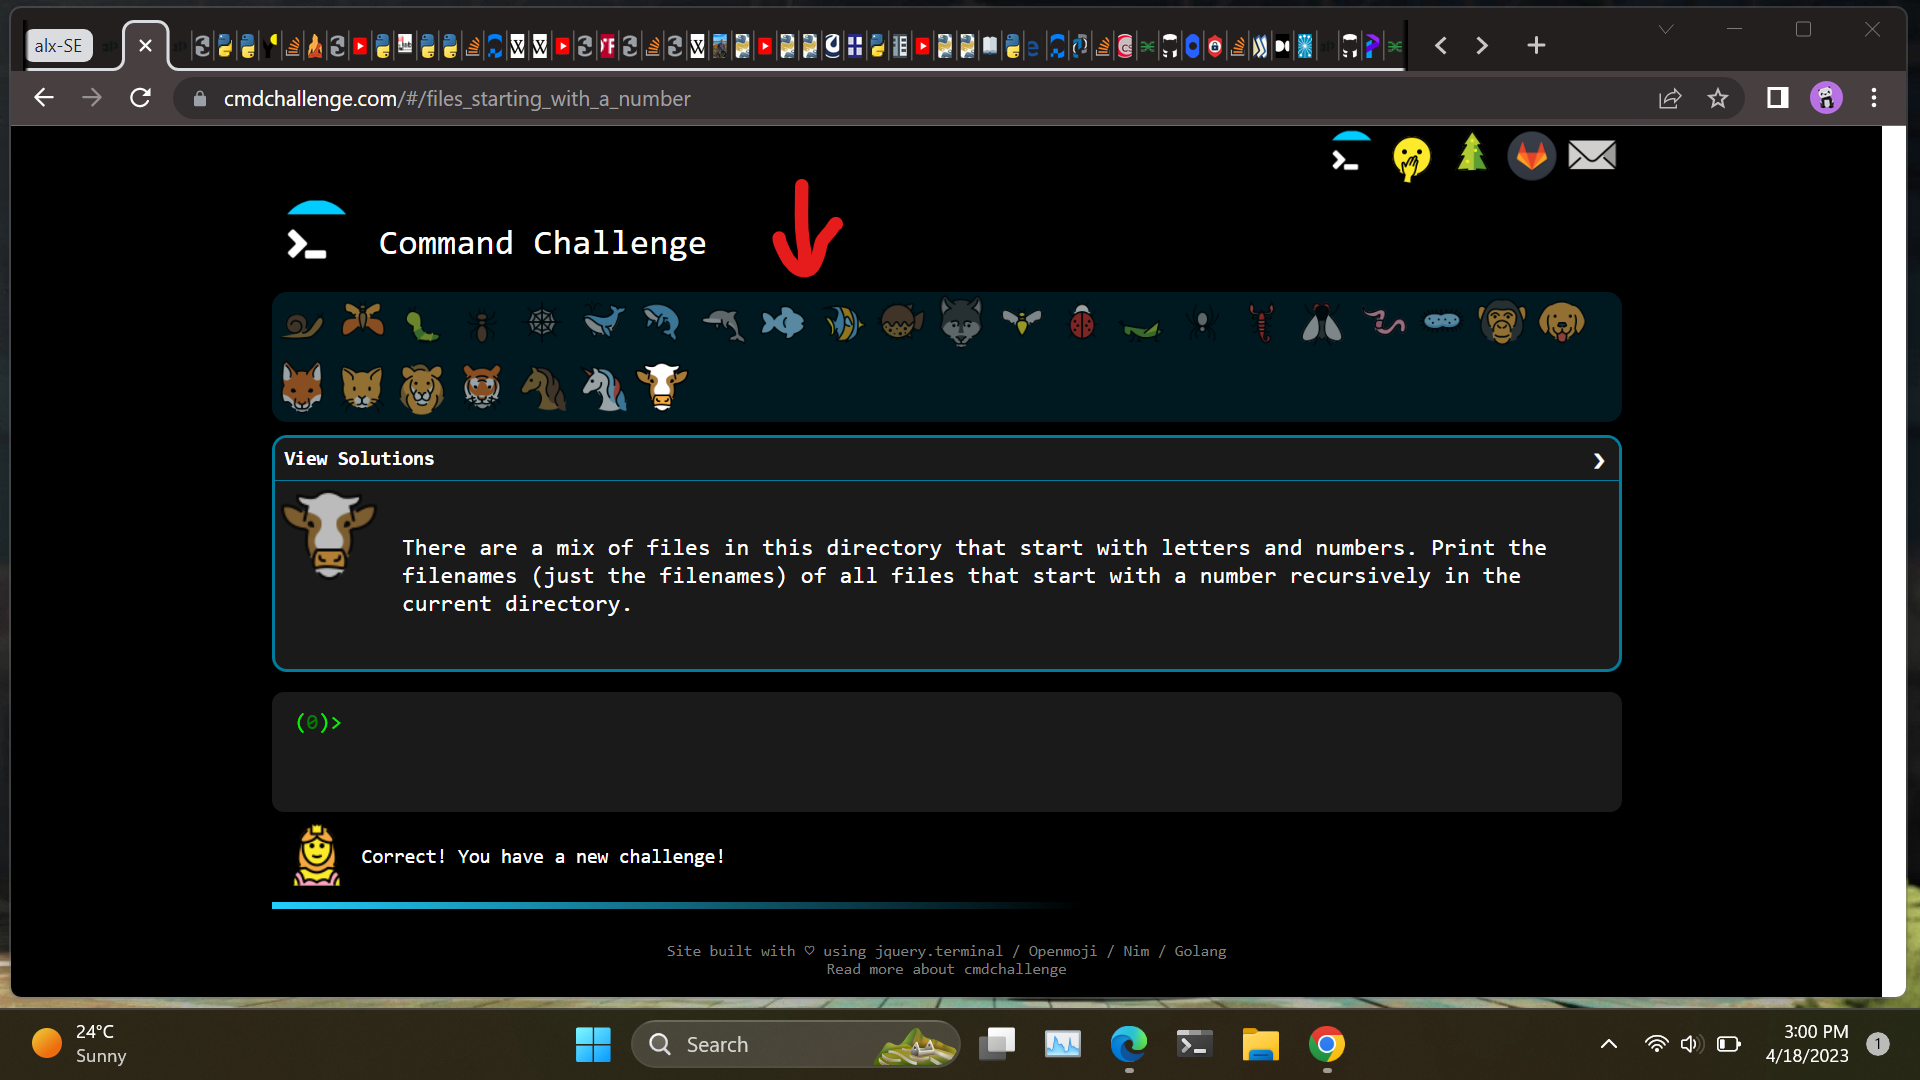 alx-SE
cmdchallenge.com/#/files_starting_with_a_number
Command Challenge
View Solutions
There are a mix of files in this directory that start with letters and numbers. Print the
filenames (just the filenames) of all files that start with a number recursively in the
current directory.
(0)>
Correct! You have a new challenge!
Site built with ♡ using jquery.terminal / Openmoji / Nim / Golang
Read more about cmdchallenge
24°C
Sunny
Search
3:00 PM
4/18/2023
1